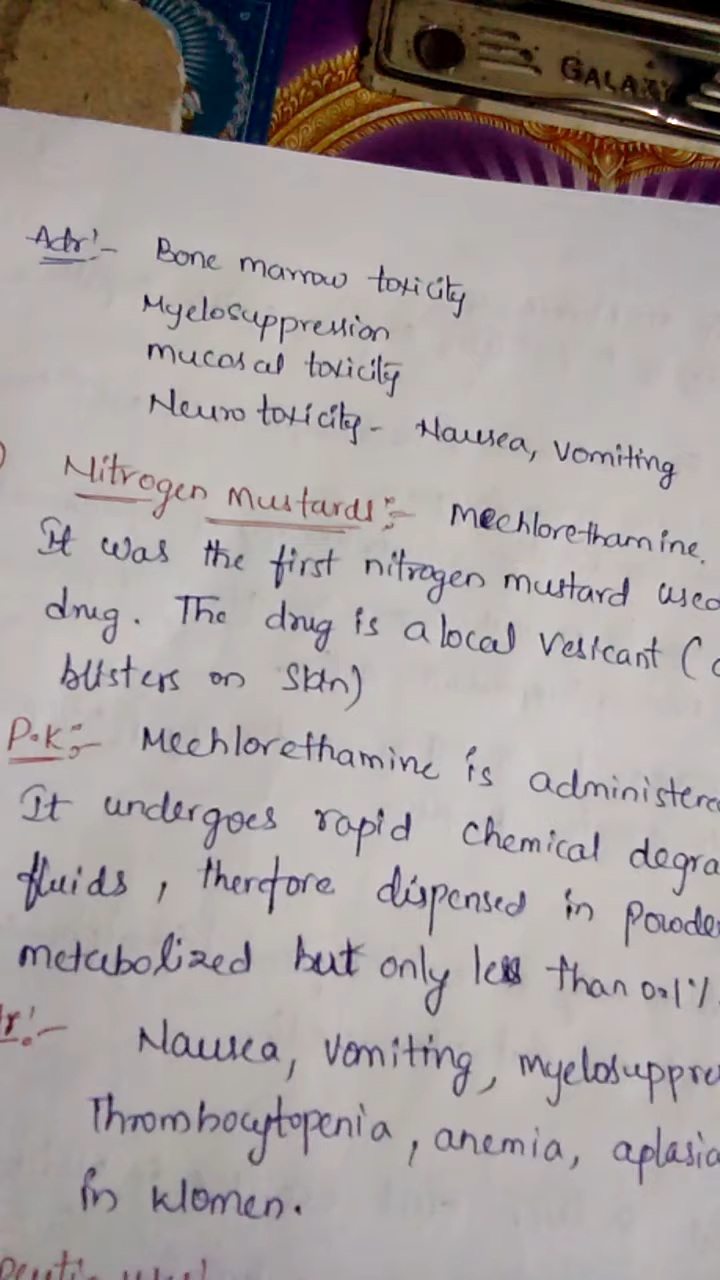 GALAXY
Adr:- Bone marrow toxicity
Myelosuppression
mucosal toxicity
Neuro toxicity - Nausea, vomiting
Nitrogen Mustards:- Mechlorethamine.
It was the first nitrogen mustard used
drug. The drug is a local vesicant (
blisters on skin)
P.K:- Mechlorethamine is administere
It undergoes rapid chemical degra
fluids, therefore dispensed in powde
metabolized but only less than 0.1%.
r:- Nausea, vomiting, myelosuppre
Thrombocytopenia, anemia, aplasia
in women.